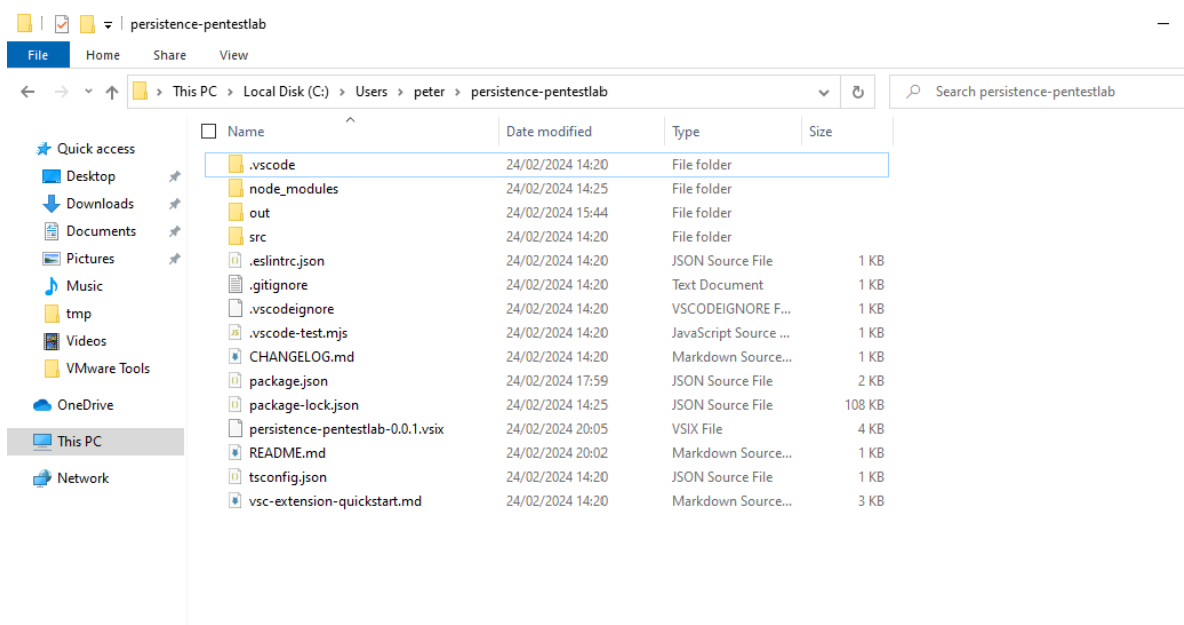 persistence-pentestlab
File Home Share View
This PC Local Disk (C:) Users peter persistence-pentestlab Search persistence-pentestlab
Name Date modified Type Size
Quick access
Desktop
Downloads
Documents
Pictures
Music
tmp
Videos
VMware Tools
OneDrive
This PC
Network
.vscode 24/02/2024 14:20 File folder
node_modules 24/02/2024 14:25 File folder
out 24/02/2024 15:44 File folder
src 24/02/2024 14:20 File folder
.eslintrc.json 24/02/2024 14:20 JSON Source File 1 KB
.gitignore 24/02/2024 14:20 Text Document 1 KB
.vscodeignore 24/02/2024 14:20 VSCODEIGNORE F... 1 KB
.vscode-test.mjs 24/02/2024 14:20 JavaScript Source ... 1 KB
CHANGELOG.md 24/02/2024 14:20 Markdown Source... 1 KB
package.json 24/02/2024 17:59 JSON Source File 2 KB
package-lock.json 24/02/2024 14:25 JSON Source File 108 KB
persistence-pentestlab-0.0.1.vsix 24/02/2024 20:05 VSIX File 4 KB
README.md 24/02/2024 20:02 Markdown Source... 1 KB
tsconfig.json 24/02/2024 14:20 JSON Source File 1 KB
vsc-extension-quickstart.md 24/02/2024 14:20 Markdown Source... 3 KB